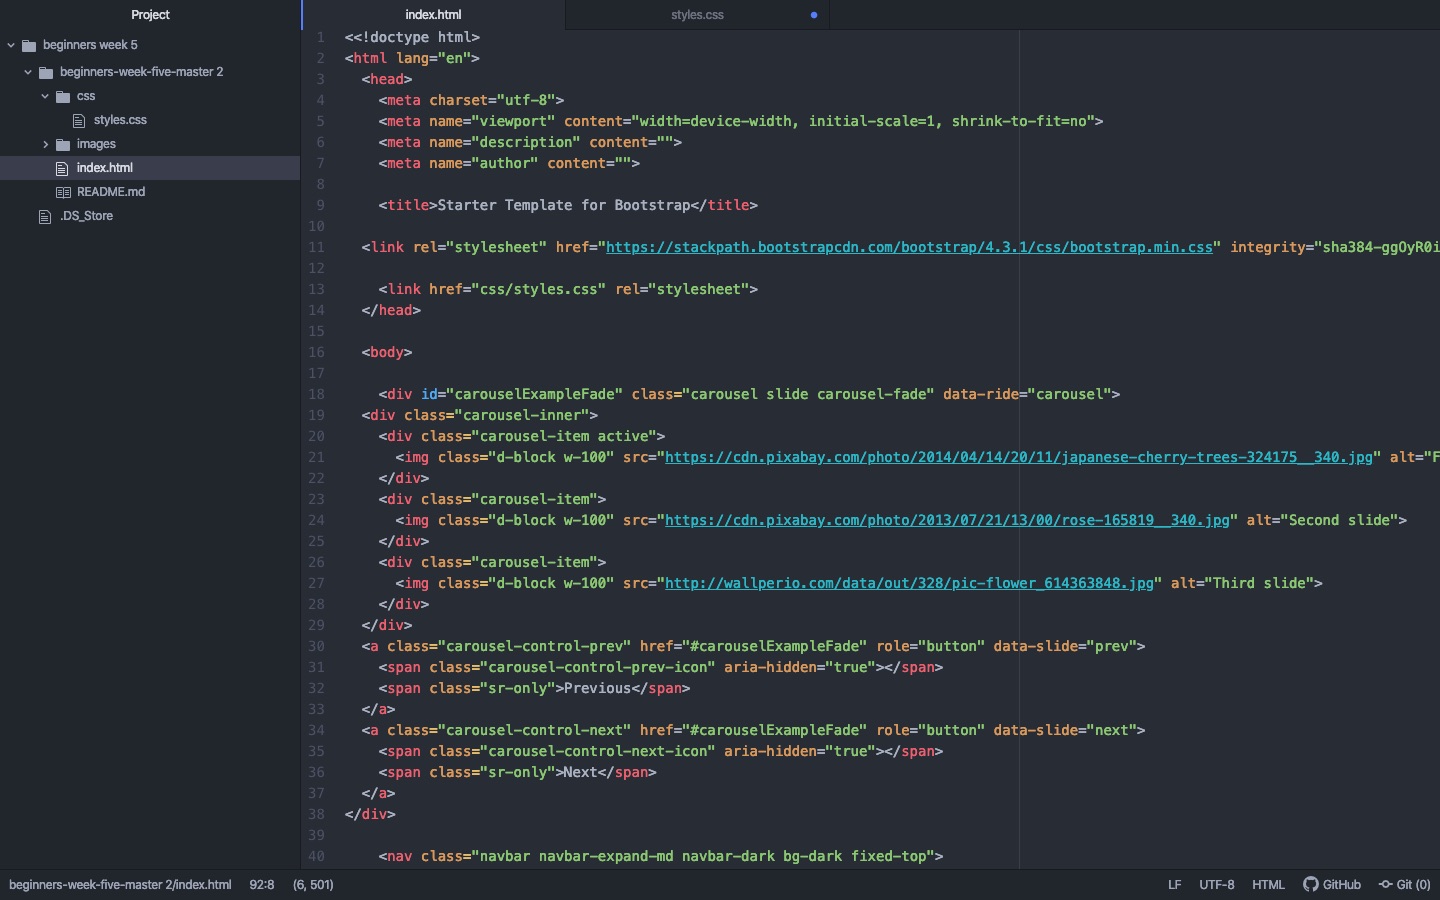 Project
beginners week 5
beginners-week-five-master 2
css
styles.css
images
index.html
README.md
.DS_Store
index.html
styles.css
1 <<!doctype html>
2 <html lang="en">
3 <head>
4 <meta charset="utf-8">
5 <meta name="viewport" content="width=device-width, initial-scale=1, shrink-to-fit=no">
6 <meta name="description" content="">
7 <meta name="author" content="">
8
9 <title>Starter Template for Bootstrap</title>
10
11 <link rel="stylesheet" href="https://stackpath.bootstrapcdn.com/bootstrap/4.3.1/css/bootstrap.min.css" integrity="sha384-ggOyR0i
12
13 <link href="css/styles.css" rel="stylesheet">
14 </head>
15
16 <body>
17
18 <div id="carouselExampleFade" class="carousel slide carousel-fade" data-ride="carousel">
19 <div class="carousel-inner">
20 <div class="carousel-item active">
21 <img class="d-block w-100" src="https://cdn.pixabay.com/photo/2014/04/14/20/11/japanese-cherry-trees-324175__340.jpg" alt="F
22 </div>
23 <div class="carousel-item">
24 <img class="d-block w-100" src="https://cdn.pixabay.com/photo/2013/07/21/13/00/rose-165819__340.jpg" alt="Second slide">
25 </div>
26 <div class="carousel-item">
27 <img class="d-block w-100" src="http://wallperio.com/data/out/328/pic-flower_614363848.jpg" alt="Third slide">
28 </div>
29 </div>
30 <a class="carousel-control-prev" href="#carouselExampleFade" role="button" data-slide="prev">
31 <span class="carousel-control-prev-icon" aria-hidden="true"></span>
32 <span class="sr-only">Previous</span>
33 </a>
34 <a class="carousel-control-next" href="#carouselExampleFade" role="button" data-slide="next">
35 <span class="carousel-control-next-icon" aria-hidden="true"></span>
36 <span class="sr-only">Next</span>
37 </a>
38 </div>
39
40 <nav class="navbar navbar-expand-md navbar-dark bg-dark fixed-top">
beginners-week-five-master 2/index.html 92:8 (6, 501) LF UTF-8 HTML GitHub Git (0)